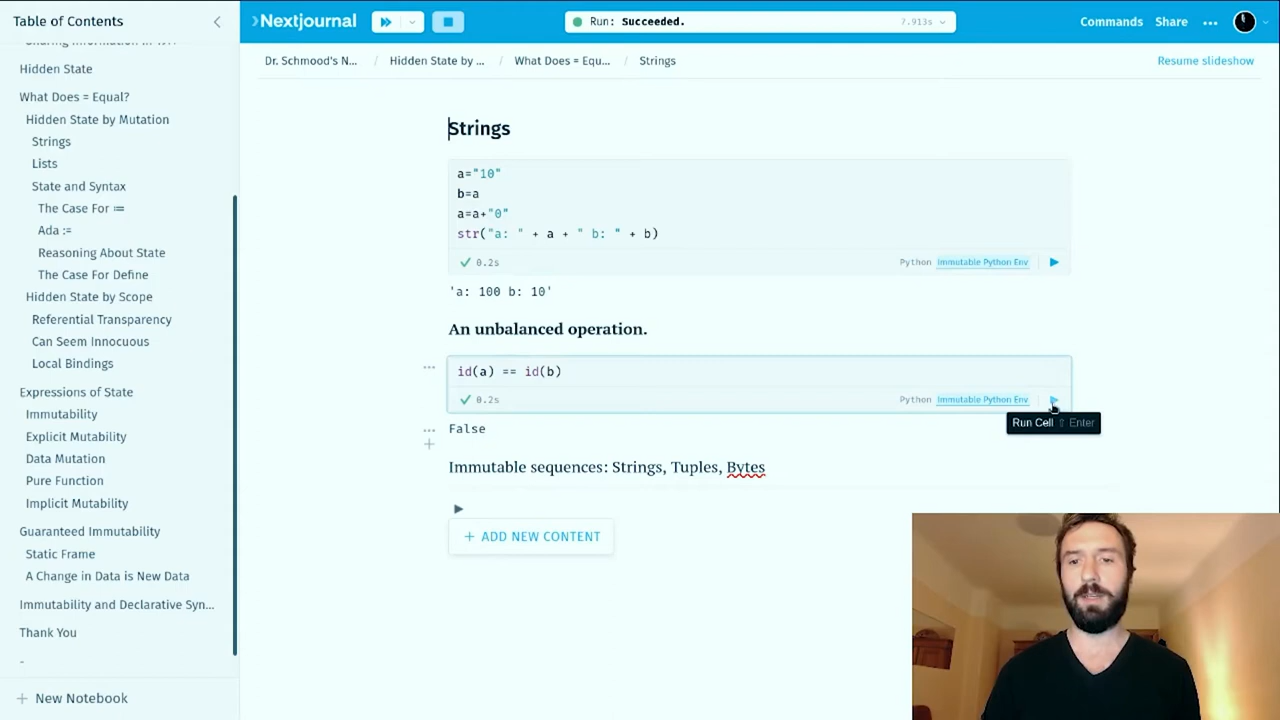 Table of Contents
Nextjournal
Run: Succeeded.
7.913s
Commands
Share
Hidden State
What Does = Equal?
Hidden State by Mutation
Strings
Lists
State and Syntax
The Case For ≔
Ada :=
Reasoning About State
The Case For Define
Hidden State by Scope
Referential Transparency
Can Seem Innocuous
Local Bindings
Expressions of State
Immutability
Explicit Mutability
Data Mutation
Pure Function
Implicit Mutability
Guaranteed Immutability
Static Frame
A Change in Data is New Data
Immutability and Declarative Syn...
Thank You
-
+ New Notebook
Dr. Schmood's N... / Hidden State by ... / What Does = Equ... / Strings
Resume slideshow
Strings
a="10"
b=a
a=a+"0"
str("a: " + a + " b: " + b)
0.2s
Python Immutable Python Env
'a: 100 b: 10'
An unbalanced operation.
id(a) == id(b)
0.2s
Python Immutable Python Env
Run Cell ⇧ Enter
False
Immutable sequences: Strings, Tuples, Bytes
+ ADD NEW CONTENT